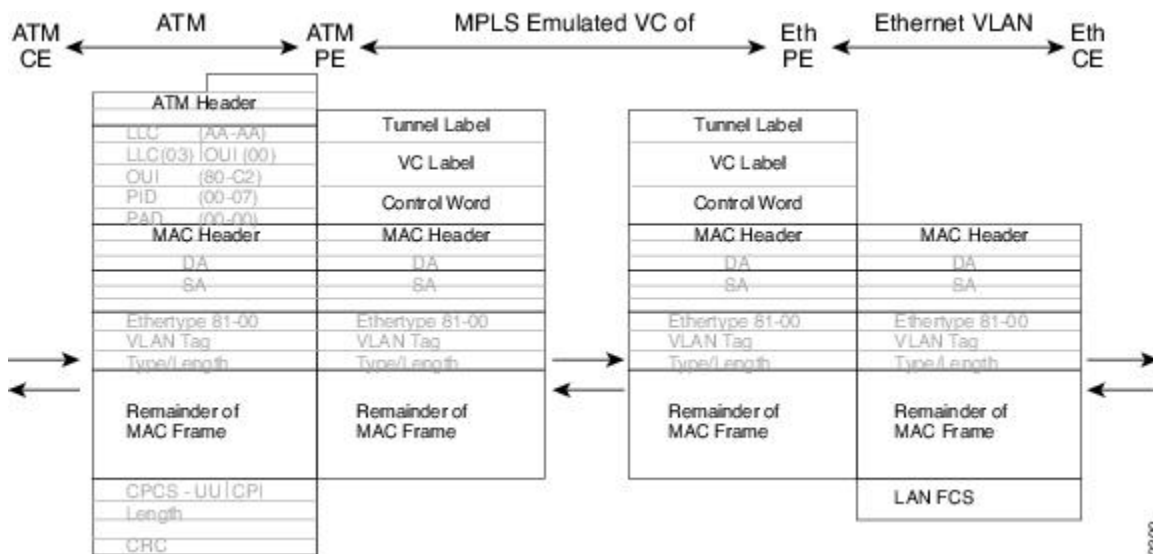 ATM CE
ATM
ATM PE
MPLS Emulated VC of
Eth PE
Ethernet VLAN
Eth CE
ATM Header
LLC (AA-AA)
LLC(03) OUI (00)
OUI (80-C2)
PID (00-07)
PAD (00-00)
MAC Header
DA
SA
Ethertype 81-00
VLAN Tag
Type/Length
Remainder of
MAC Frame
CPCS - UU CPI
Length
CRC
Tunnel Label
VC Label
Control Word
MAC Header
DA
SA
Ethertype 81-00
VLAN Tag
Type/Length
Remainder of
MAC Frame
Tunnel Label
VC Label
Control Word
MAC Header
DA
SA
Ethertype 81-00
VLAN Tag
Type/Length
Remainder of
MAC Frame
MAC Header
DA
SA
Ethertype 81-00
VLAN Tag
Type/Length
Remainder of
MAC Frame
LAN FCS